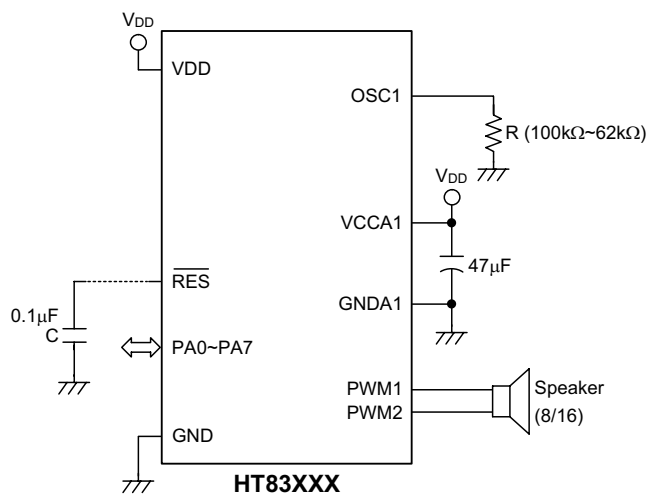 VDD
VDD
OSC1
R (100kΩ~62kΩ)
VDD
VCCA1
47μF
RES
GNDA1
0.1μF
C
PA0~PA7
PWM1
PWM2
Speaker
(8/16)
GND
HT83XXX